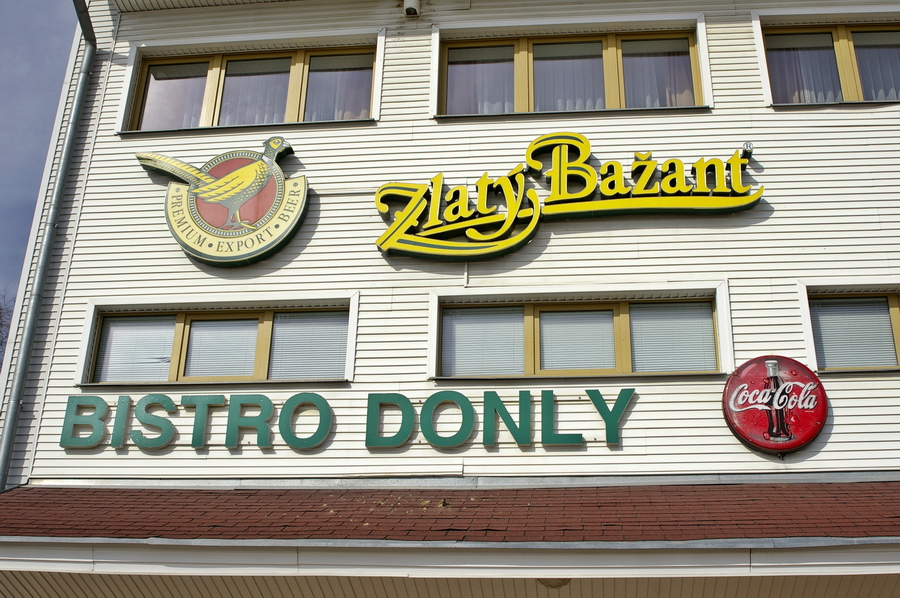 PREMIUM • EXPORT • BEER
Zlatý Bažant ®
BISTRO DONLY
Coca-Cola